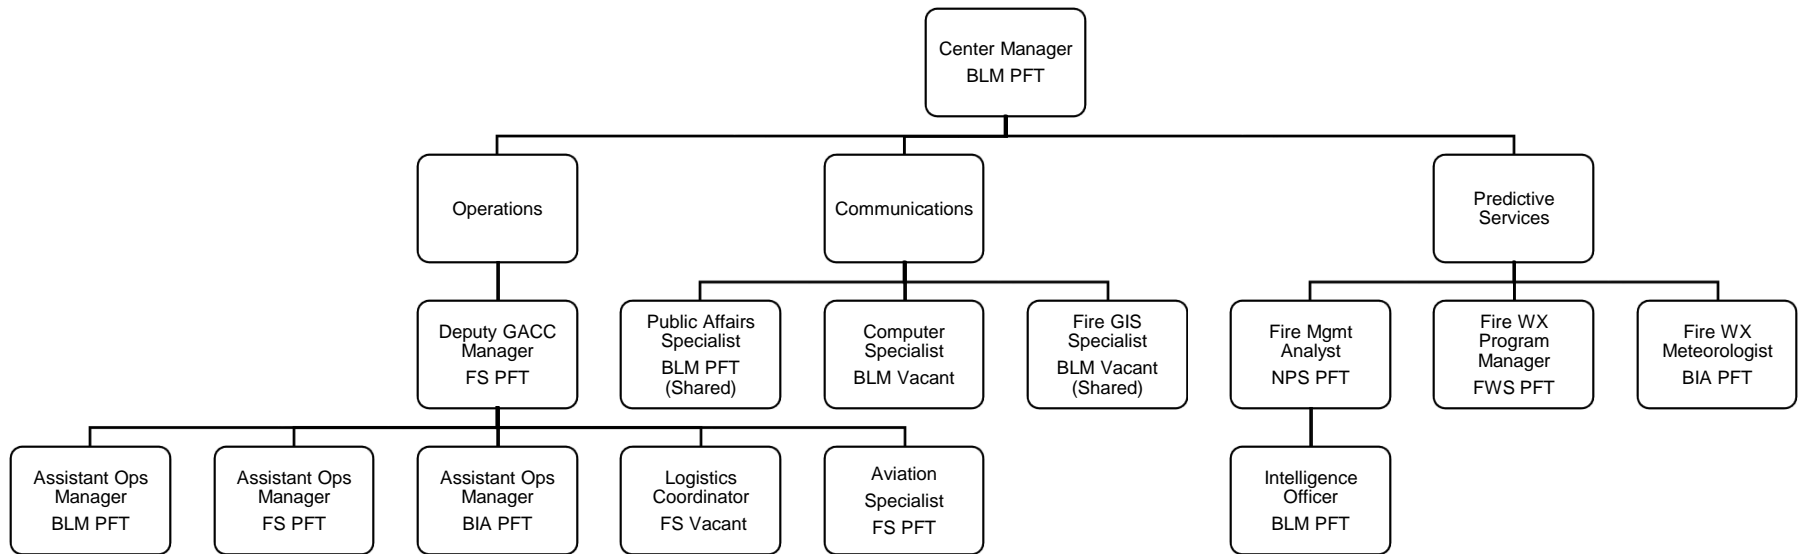 Center Manager
BLM PFT
Operations
Communications
Predictive
Services
Deputy GACC
Manager
FS PFT
Public Affairs
Specialist
BLM PFT
(Shared)
Computer
Specialist
BLM Vacant
Fire GIS
Specialist
BLM Vacant
(Shared)
Fire Mgmt
Analyst
NPS PFT
Fire WX
Program
Manager
FWS PFT
Fire WX
Meteorologist
BIA PFT
Assistant Ops
Manager
BLM PFT
Assistant Ops
Manager
FS PFT
Assistant Ops
Manager
BIA PFT
Logistics
Coordinator
FS Vacant
Aviation
Specialist
FS PFT
Intelligence
Officer
BLM PFT